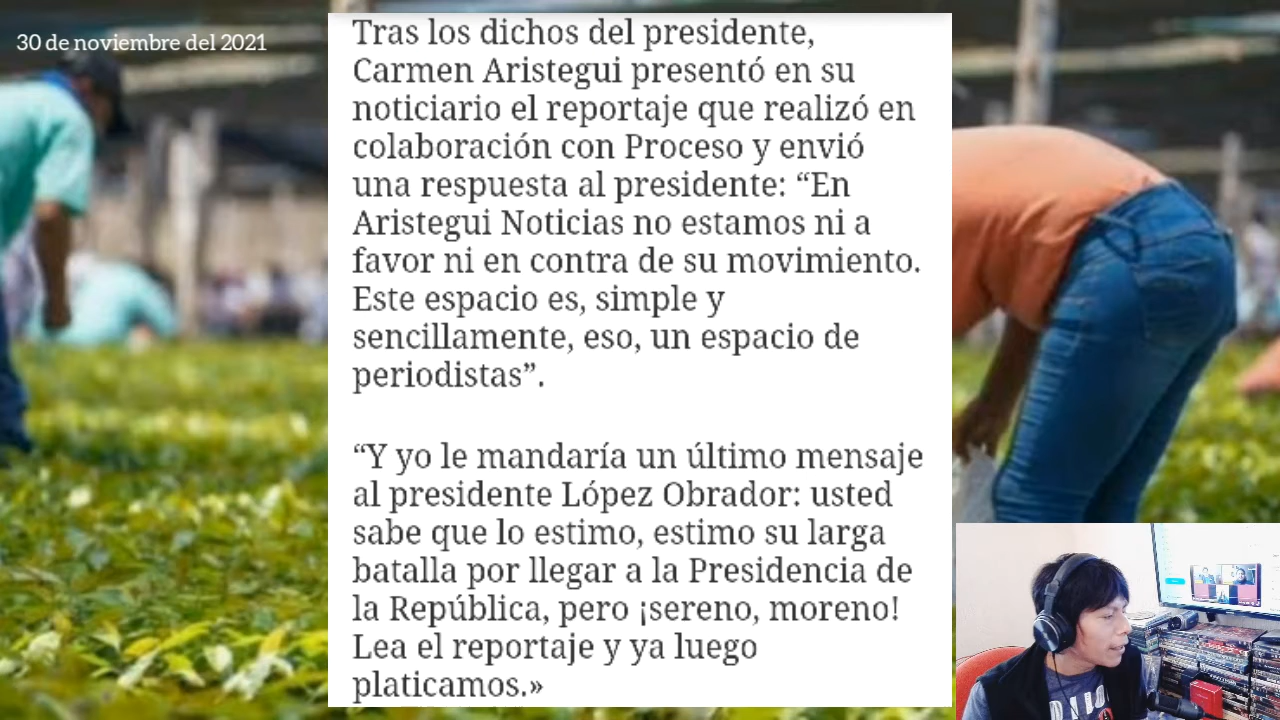 30 de noviembre del 2021
Tras los dichos del presidente,
Carmen Aristegui presentó en su
noticiario el reportaje que realizó en
colaboración con Proceso y envió
una respuesta al presidente: “En
Aristegui Noticias no estamos ni a
favor ni en contra de su movimiento.
Este espacio es, simple y
sencillamente, eso, un espacio de
periodistas”.
“Y yo le mandaría un último mensaje
al presidente López Obrador: usted
sabe que lo estimo, estimo su larga
batalla por llegar a la Presidencia de
la República, pero ¡sereno, moreno!
Lea el reportaje y ya luego
platicamos.»